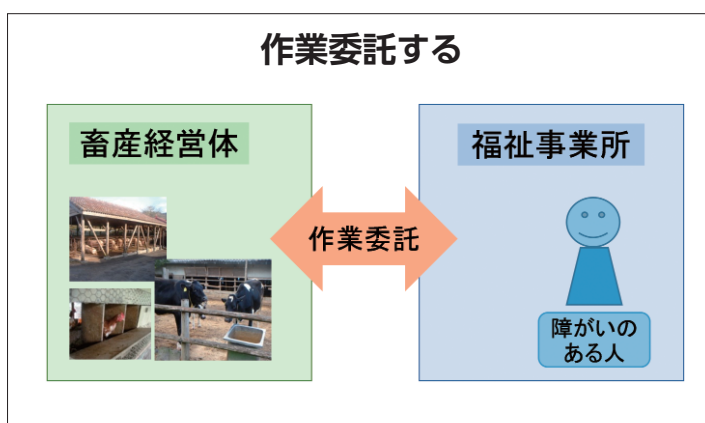 作業委託する
畜産経営体
福祉事業所
作業委託
障がいの
ある人